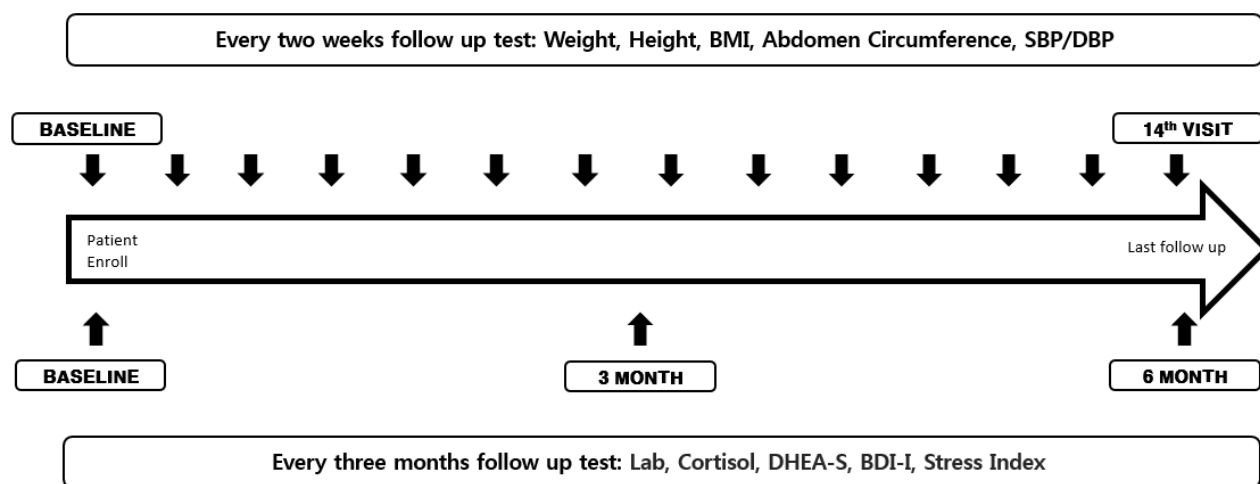 Every two weeks follow up test: Weight, Height, BMI, Abdomen Circumference, SBP/DBP
BASELINE
14th VISIT
Patient
Enroll
Last follow up
BASELINE
3 MONTH
6 MONTH
Every three months follow up test: Lab, Cortisol, DHEA-S, BDI-I, Stress Index